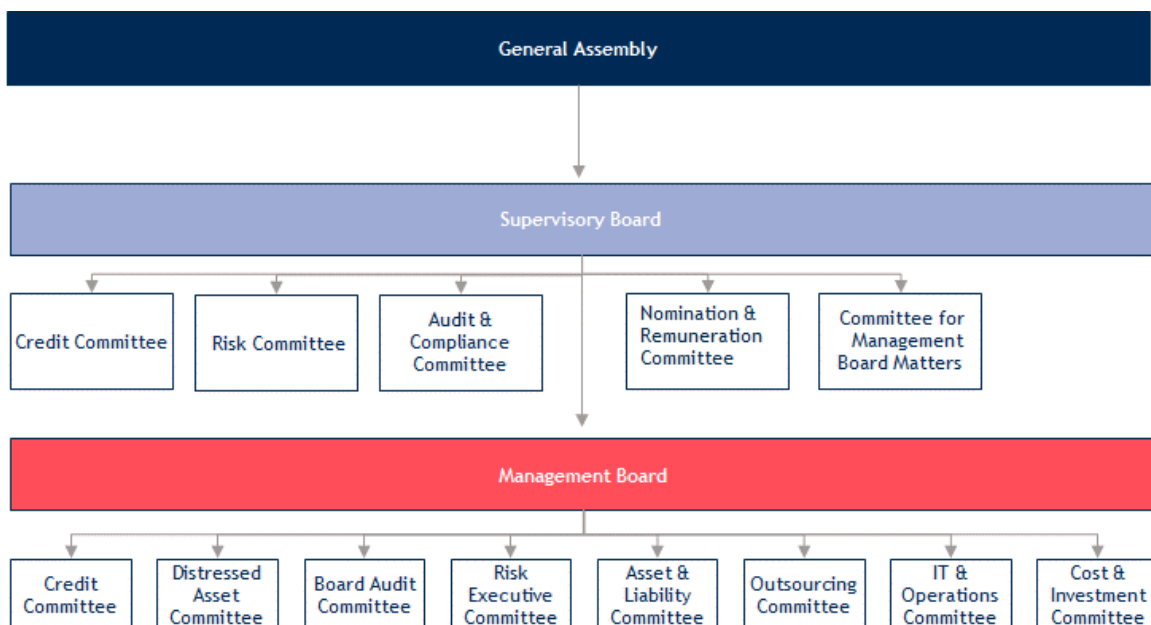 General Assembly
Supervisory Board
Credit Committee
Risk Committee
Audit &
Compliance
Committee
Nomination &
Remuneration
Committee
Committee for
Management
Board Matters
Management Board
Credit
Committee
Distressed
Asset
Committee
Board Audit
Committee
Risk
Executive
Committee
Asset &
Liability
Committee
Outsourcing
Committee
IT &
Operations
Committee
Cost &
Investment
Committee